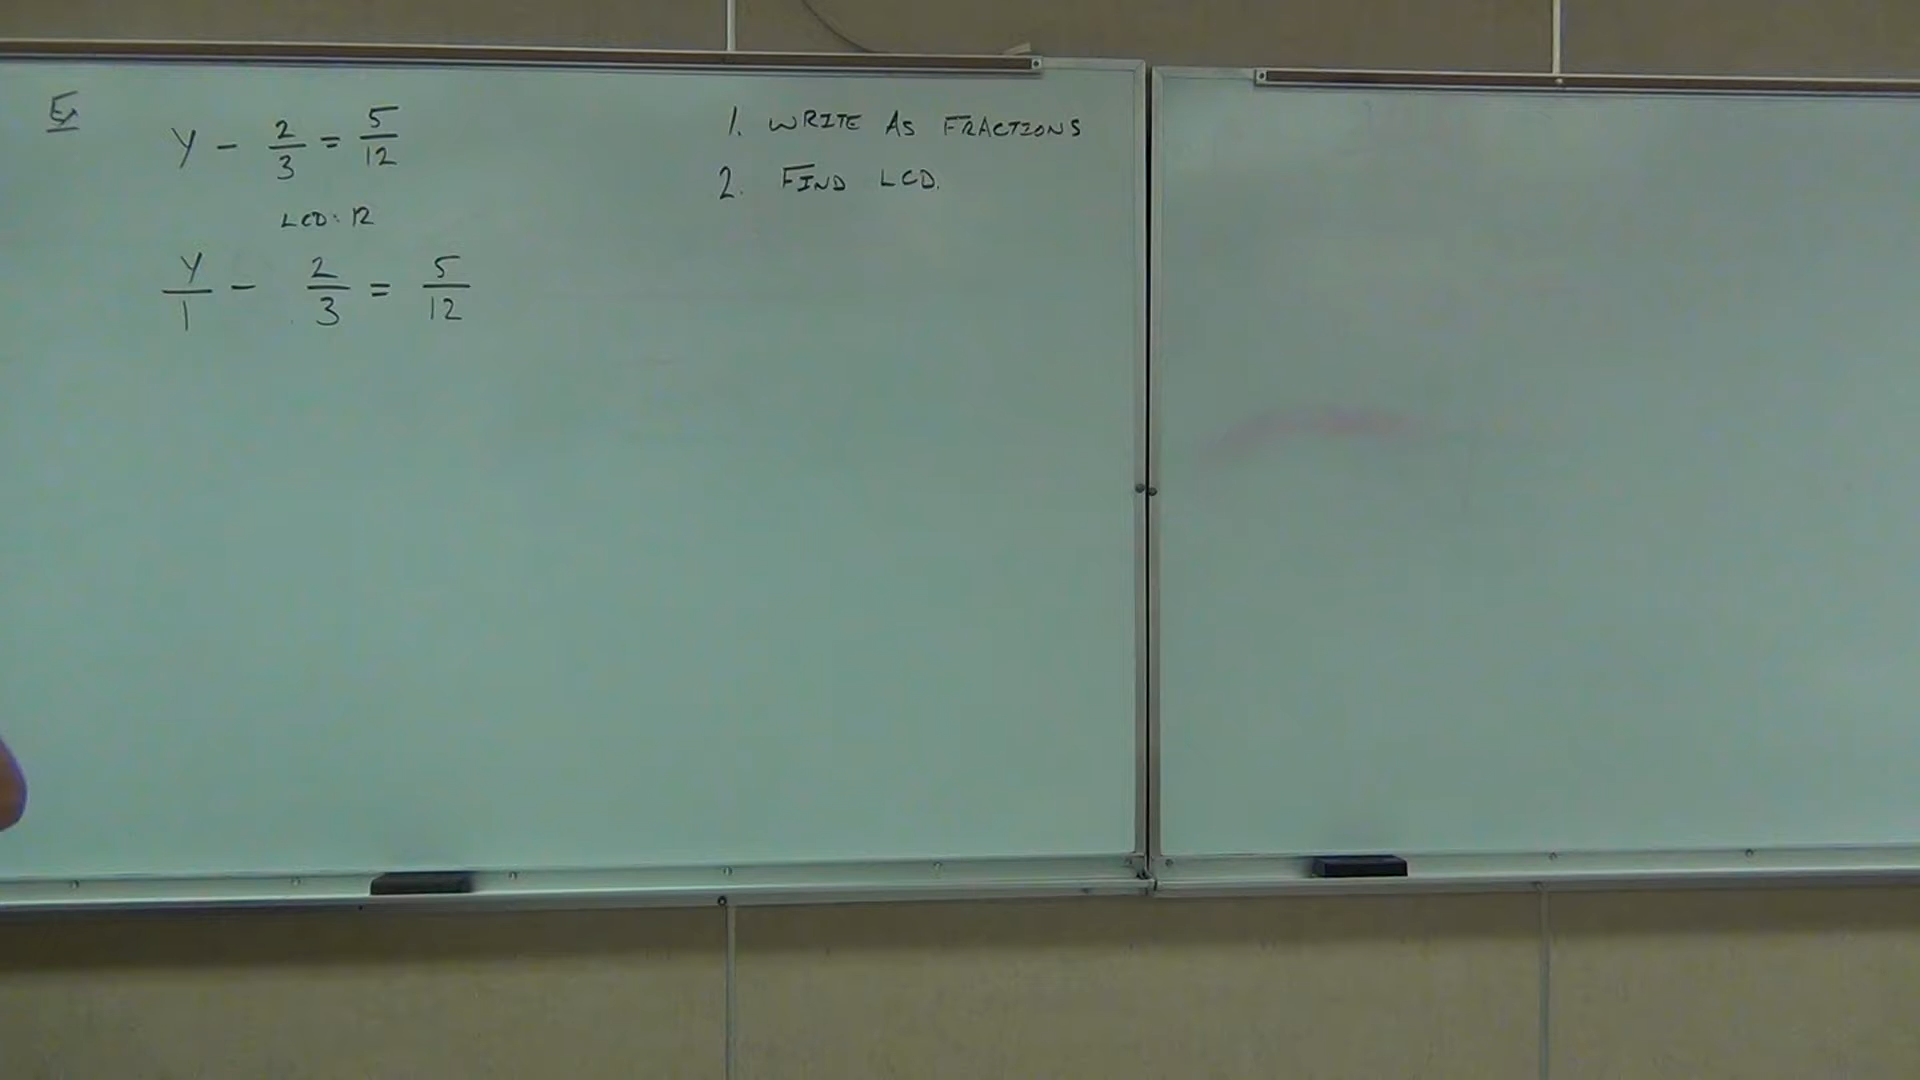 Ex
y - 2/3 = 5/12
LCD: 12
y/1 - 2/3 = 5/12
1. WRITE AS FRACTIONS
2. FIND LCD.